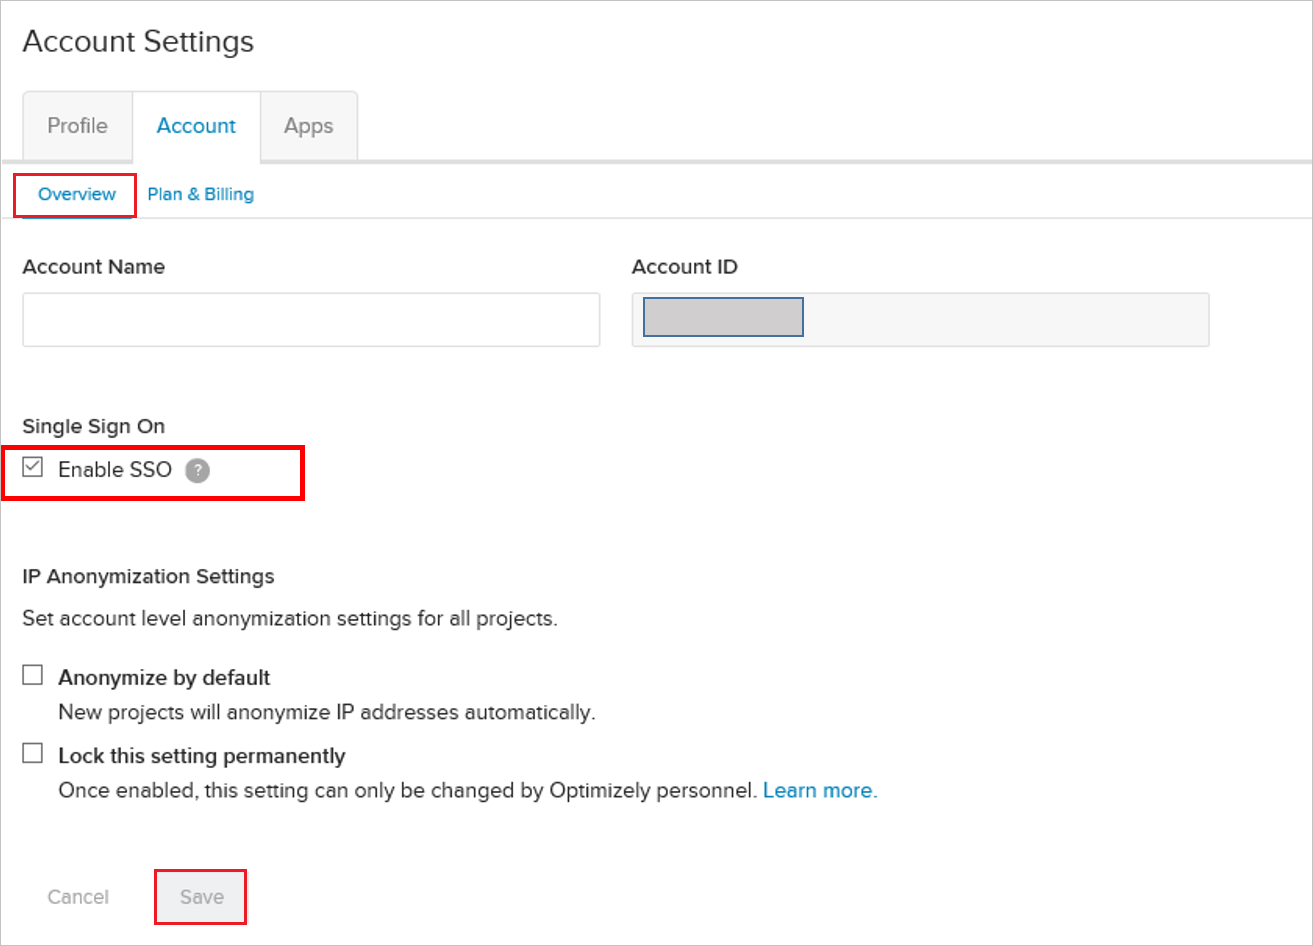 Account Settings
Profile Account Apps
Overview Plan & Billing
Account Name Account ID
Single Sign On
Enable SSO ?
IP Anonymization Settings
Set account level anonymization settings for all projects.
Anonymize by default
New projects will anonymize IP addresses automatically.
Lock this setting permanently
Once enabled, this setting can only be changed by Optimizely personnel. Learn more.
Cancel Save